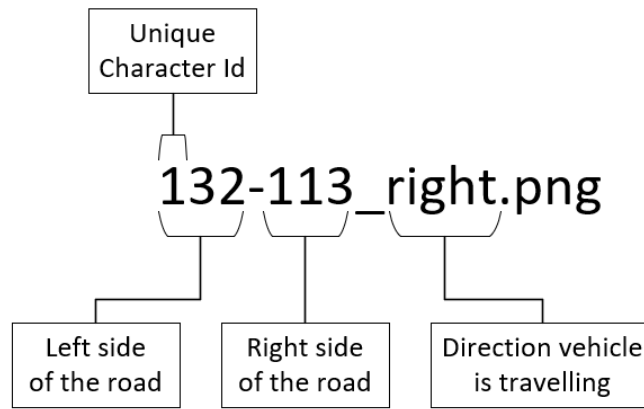 Unique
Character Id
132-113_right.png
Left side
of the road
Right side
of the road
Direction vehicle
is travelling